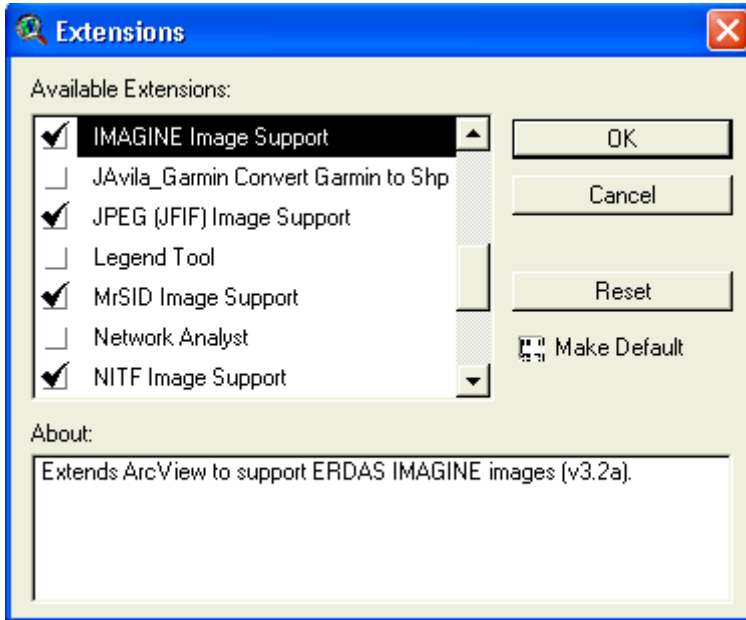 Extensions
Available Extensions:
IMAGINE Image Support
JAvila_Garmin Convert Garmin to Shp
JPEG (JFIF) Image Support
Legend Tool
MrSID Image Support
Network Analyst
NITF Image Support
OK
Cancel
Reset
Make Default
About:
Extends ArcView to support ERDAS IMAGINE images (v3.2a).